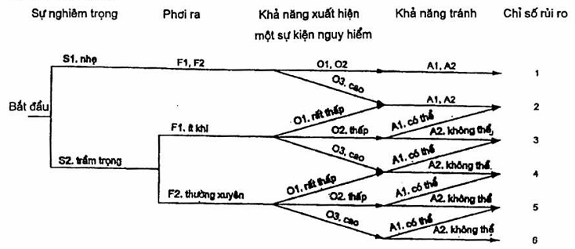 Sự nghiêm trọng Phơi ra Khả năng xuất hiện Khả năng tránh Chỉ số rủi ro
một sự kiện nguy hiểm
S1. nhẹ F1, F2 O1, O2 A1, A2 1
O3, cao
Bắt đầu A1, A2 2
O1, rất thấp A1, có thể
F1, ít khi O2, thấp A2, không thể, 3
S2. trầm trọng O3, cao A1, có thể
A2, không thể, 4
O1, rất thấp A1, có thể
F2. thường xuyên O2, thấp A2, không thể, 5
O3, cao A1, có thể
A2, không thể, 6